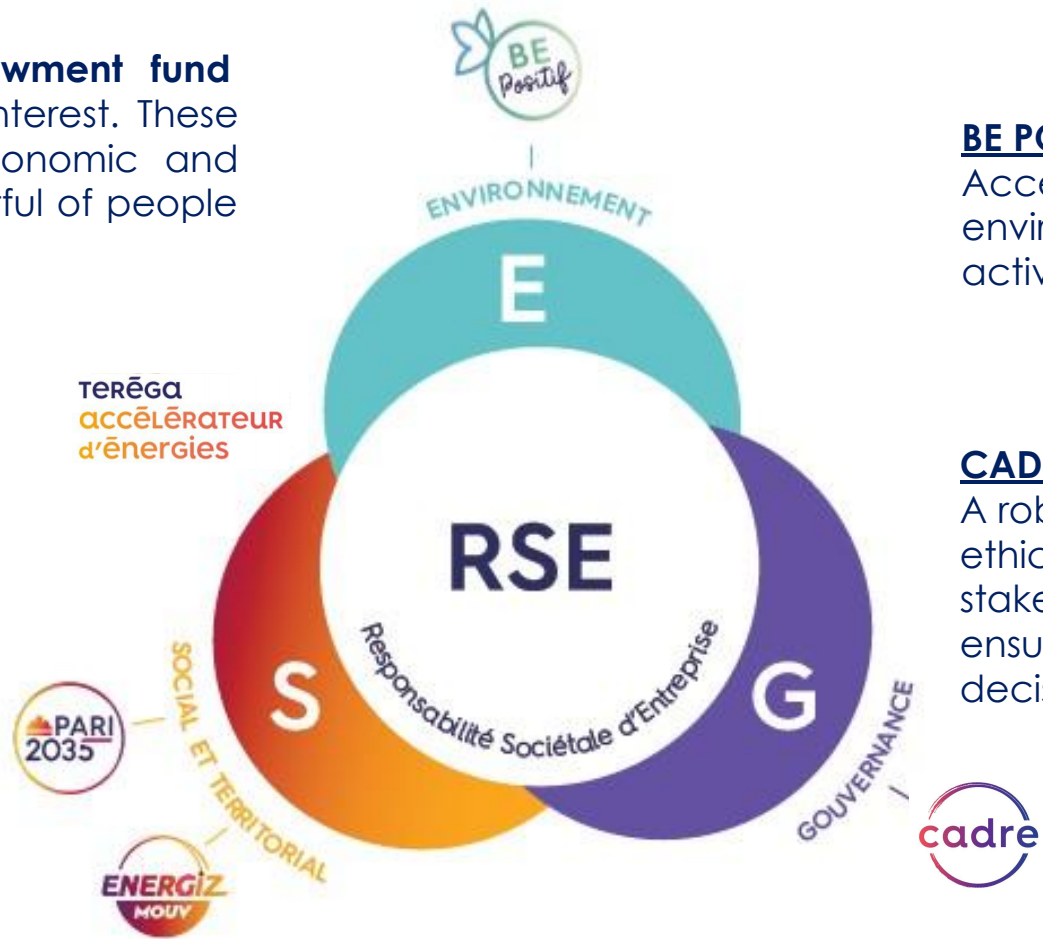 BE
Positif
wment fund
nterest. These
onomic and
ful of people
BE PO
Acce
envir
activ
ENVIRONNEMENT
E
TERĒGA
ACCĒLĒRATEUR
d'ĒNERGIES
CAD
A rob
ethic
stake
ensu
decis
RSE
Responsabilité Sociétale d'Entreprise
S
G
SOCIAL ET TERRITORIAL
GOUVERNANCE
PARI
2035
cadre
ENERGIZ
MOUV